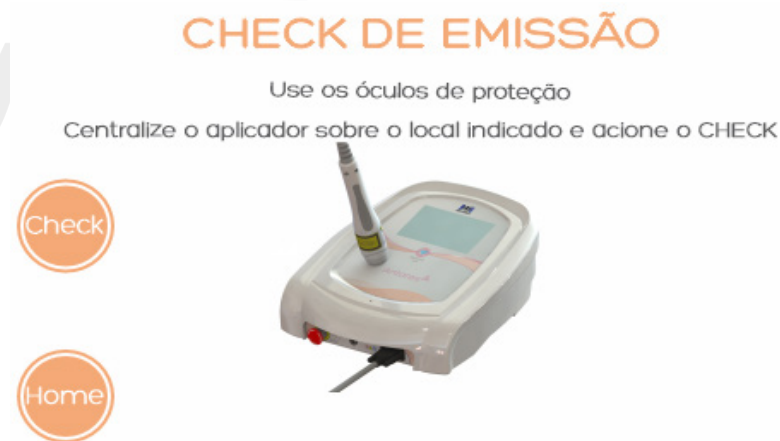 CHECK DE EMISSÃO
Use os óculos de proteção
Centralize o aplicador sobre o local indicado e acione o CHECK
Check
Home